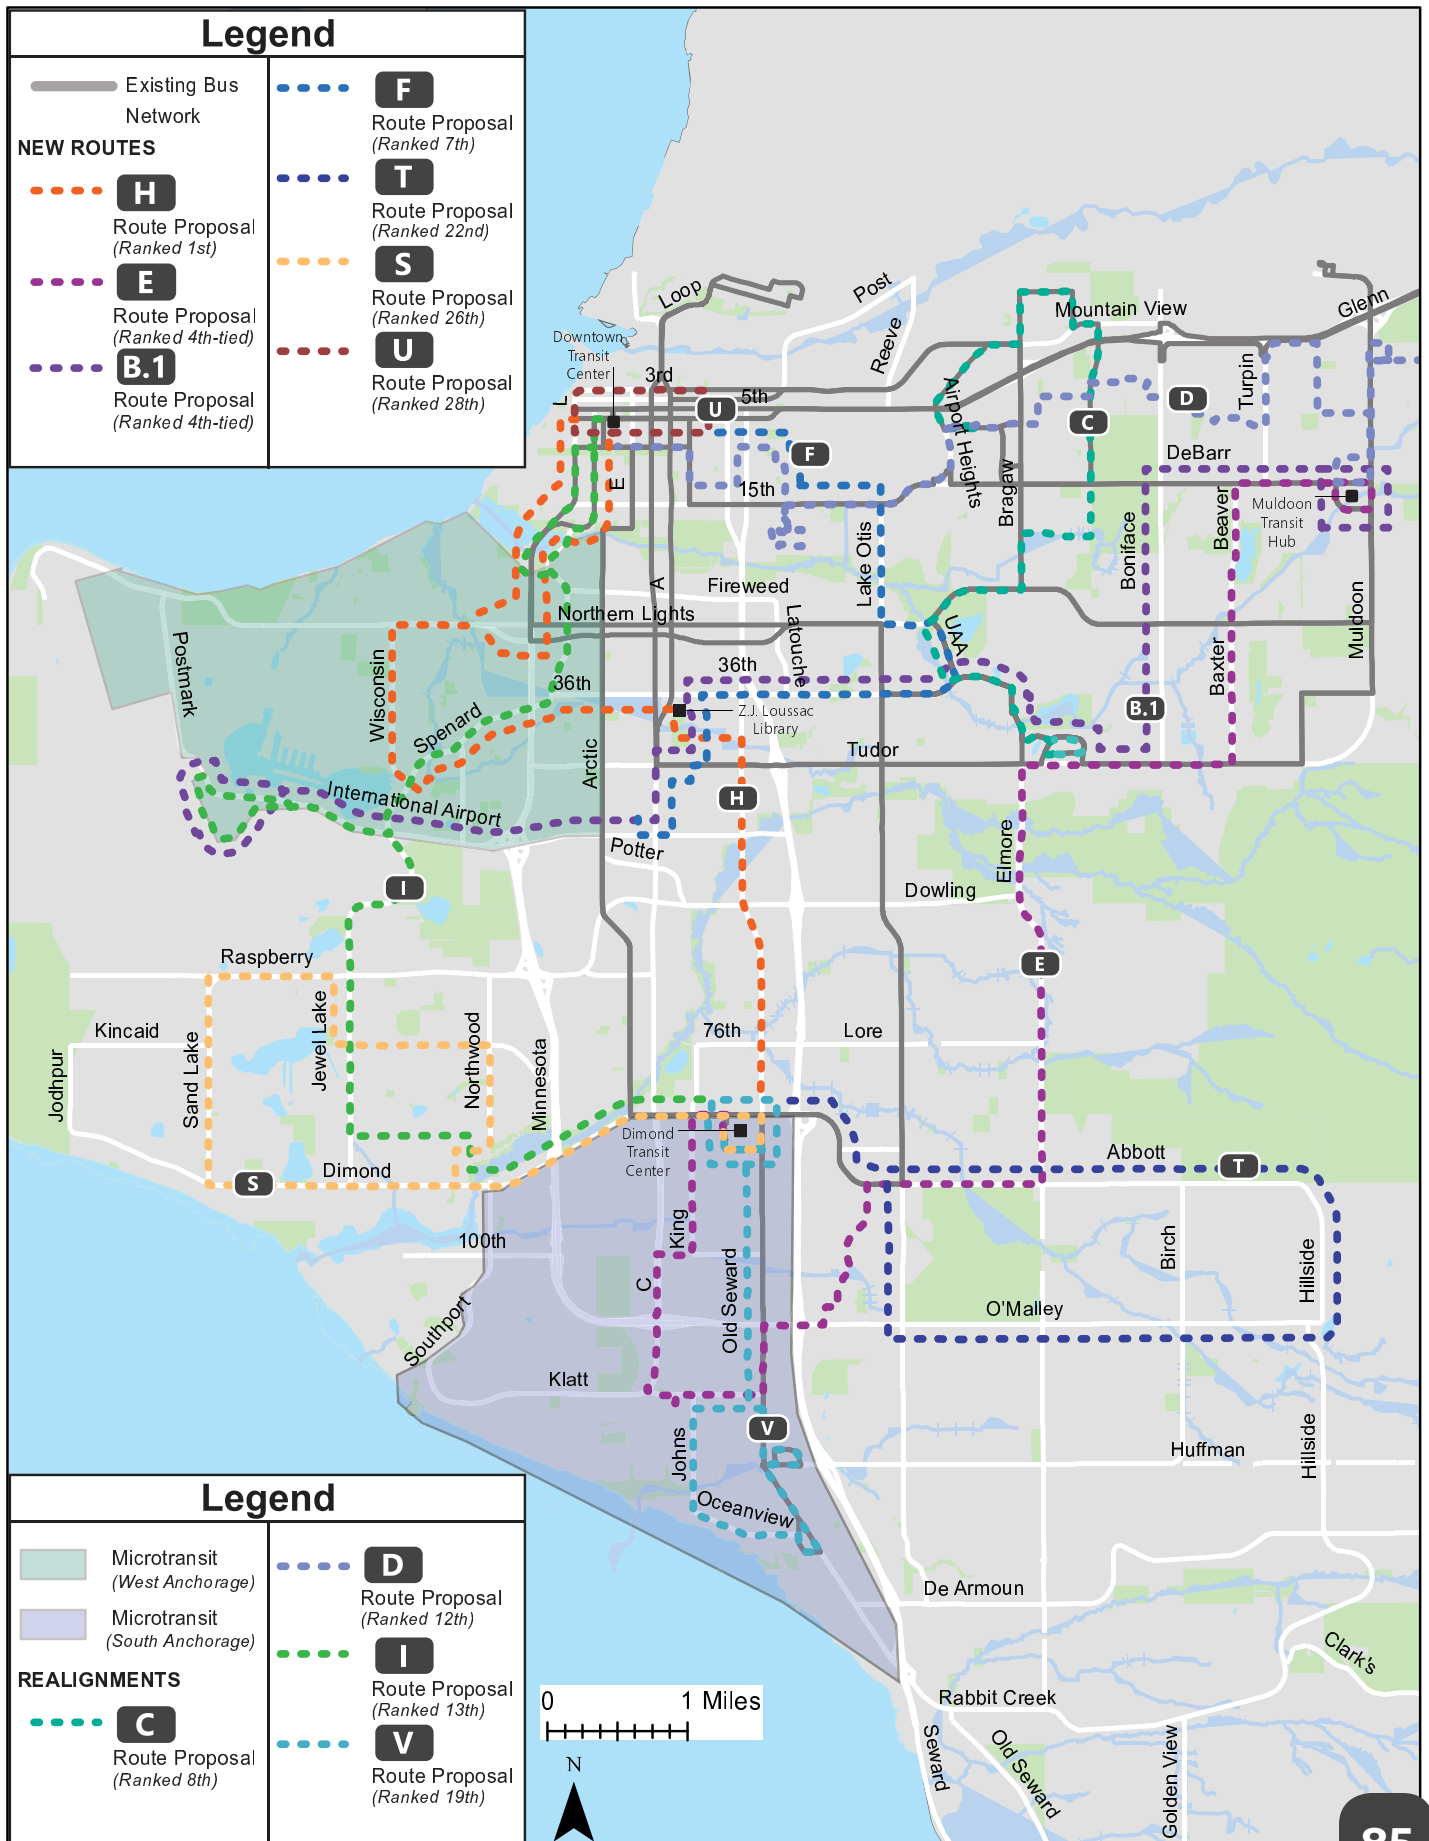 Legend
Existing Bus
Network
NEW ROUTES
H
Route Proposal
(Ranked 1st)
E
Route Proposal
(Ranked 4th-tied)
B.1
Route Proposal
(Ranked 4th-tied)
F
Route Proposal
(Ranked 7th)
T
Route Proposal
(Ranked 22nd)
S
Route Proposal
(Ranked 26th)
U
Route Proposal
(Ranked 28th)
Loop
Post
Reeve
Mountain View
Glenn
Downtown
Transit
Center
3rd
5th
L
U
Airport Heights
C
D
Turpin
F
DeBarr
E
15th
Bragaw
Beaver
Muldoon
Transit
Hub
Lake Otis
Boniface
A
Fireweed
Northern Lights
Latouche
UAA
Muldoon
Postmark
Wisconsin
36th
36th
Baxter
Spenard
Z.J. Loussac
Library
B.1
Arctic
Tudor
International Airport
H
Potter
Elmore
I
Dowling
Raspberry
E
Kincaid
Jewel Lake
76th
Lore
Jodhpur
Sand Lake
Northwood
Minnesota
Dimond
Transit
Center
Abbott
T
S
Dimond
King
100th
Birch
Hillside
C
Old Seward
O'Malley
Southport
Klatt
V
Johns
Huffman
Hillside
Oceanview
De Armoun
Clark's
Rabbit Creek
Seward
Old Seward
Golden View
Legend
Microtransit
(West Anchorage)
Microtransit
(South Anchorage)
REALIGNMENTS
C
Route Proposal
(Ranked 8th)
D
Route Proposal
(Ranked 12th)
I
Route Proposal
(Ranked 13th)
V
Route Proposal
(Ranked 19th)
0 1 Miles
N
85